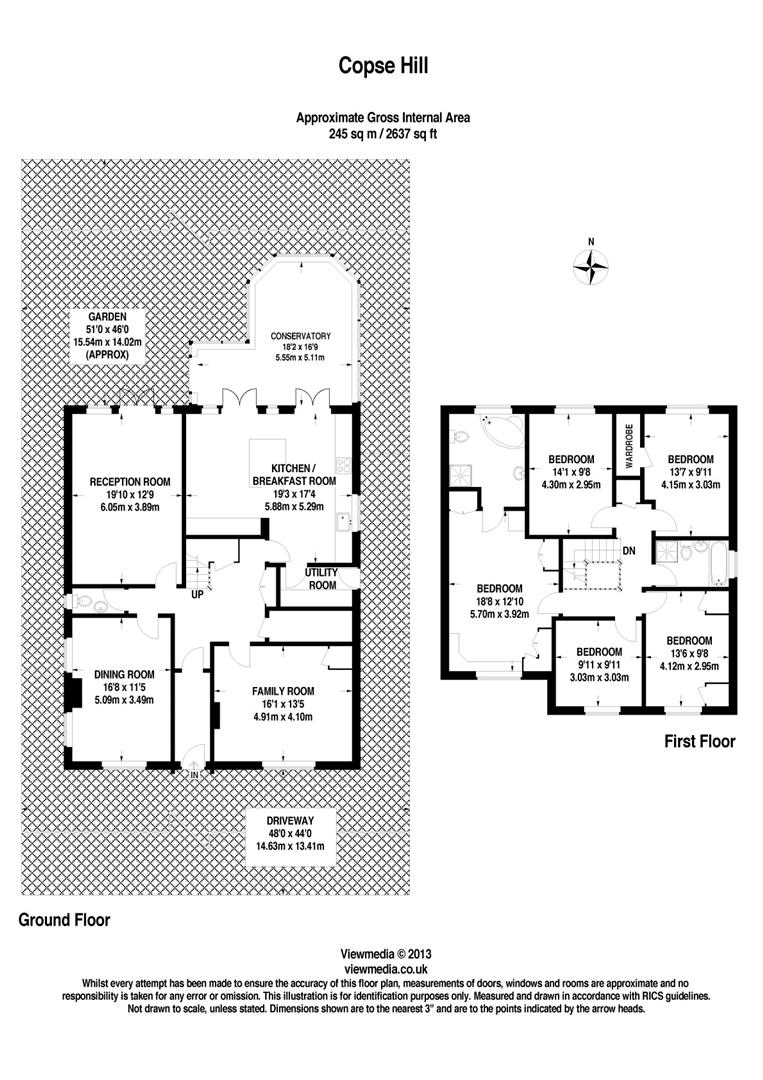 Copse Hill
Approximate Gross Internal Area
245 sq m / 2637 sq ft
N
GARDEN
51'0 x 46'0
15.54m x 14.02m
(APPROX)
CONSERVATORY
18'2 x 16'9
5.55m x 5.11m
RECEPTION ROOM
19'10 x 12'9
6.05m x 3.89m
KITCHEN /
BREAKFAST ROOM
19'3 x 17'4
5.88m x 5.29m
UTILITY
ROOM
UP
DINING ROOM
16'8 x 11'5
5.09m x 3.49m
FAMILY ROOM
16'1 x 13'5
4.91m x 4.10m
IN
DRIVEWAY
48'0 x 44'0
14.63m x 13.41m
Ground Floor
BEDROOM
14'1 x 9'8
4.30m x 2.95m
WARDROBE
BEDROOM
13'7 x 9'11
4.15m x 3.03m
DN
BEDROOM
18'8 x 12'10
5.70m x 3.92m
BEDROOM
9'11 x 9'11
3.03m x 3.03m
BEDROOM
13'6 x 9'8
4.12m x 2.95m
First Floor
Viewmedia © 2013
viewmedia.co.uk
Whilst every attempt has been made to ensure the accuracy of this floor plan, measurements of doors, windows and rooms are approximate and no
responsibility is taken for any error or omission. This illustration is for identification purposes only. Measured and drawn in accordance with RICS guidelines.
Not drawn to scale, unless stated. Dimensions shown are to the nearest 3" and are to the points indicated by the arrow heads.